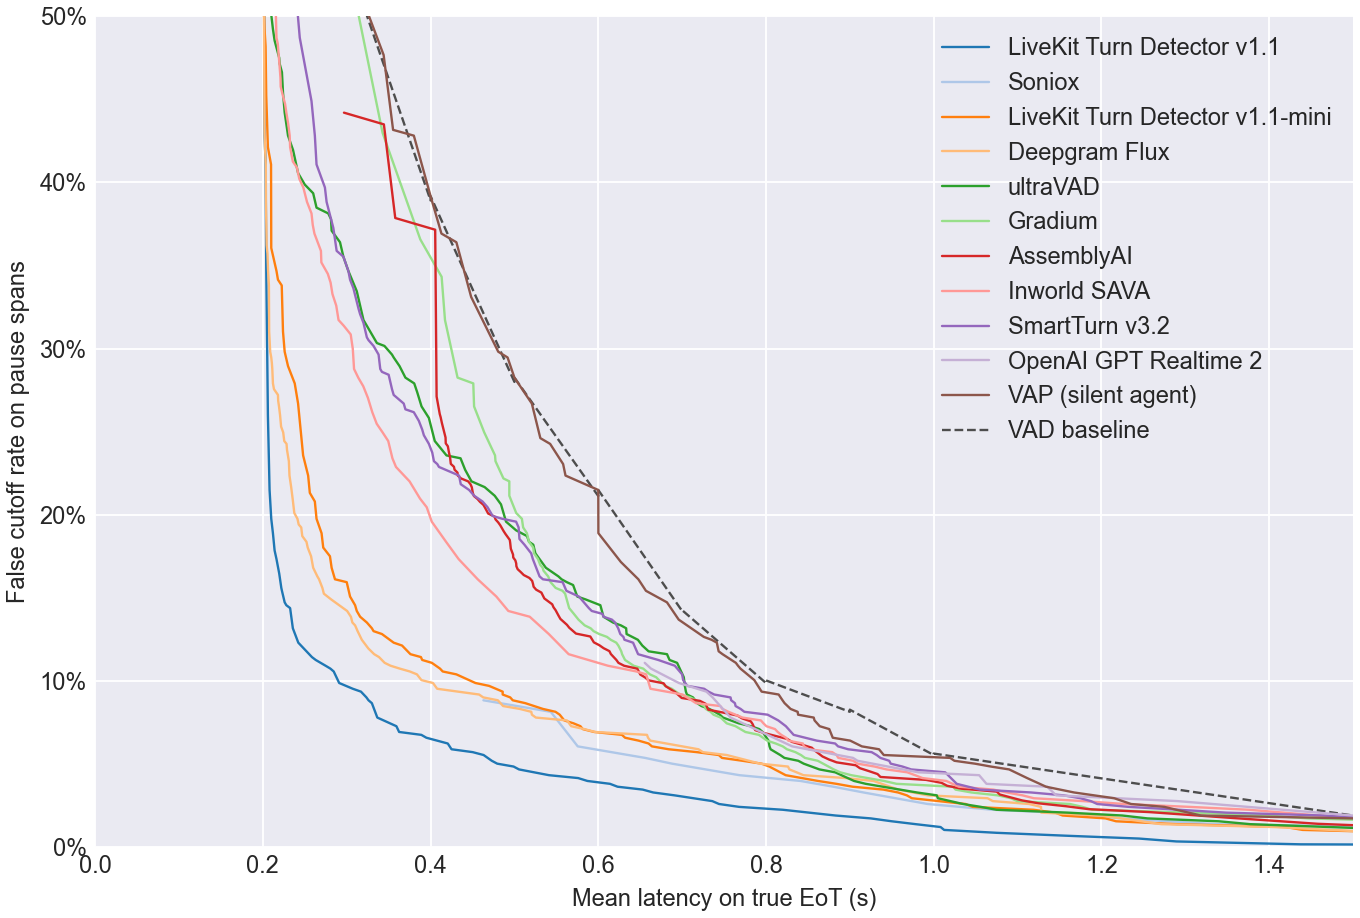 50%
40%
30%
20%
10%
0%
False cutoff rate on pause spans
LiveKit Turn Detector v1.1
Soniox
LiveKit Turn Detector v1.1-mini
Deepgram Flux
ultraVAD
Gradium
AssemblyAI
Inworld SAVA
SmartTurn v3.2
OpenAI GPT Realtime 2
VAP (silent agent)
VAD baseline
0.0 0.2 0.4 0.6 0.8 1.0 1.2 1.4
Mean latency on true EoT (s)